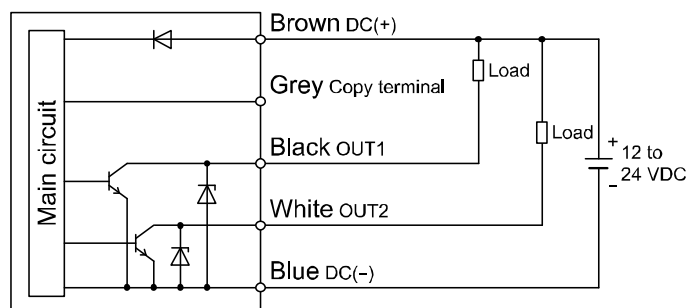 Brown DC(+)
Load
Grey Copy terminal
Load
Main circuit
Black OUT1
+ 12 to
- 24 VDC
White OUT2
Blue DC(−)